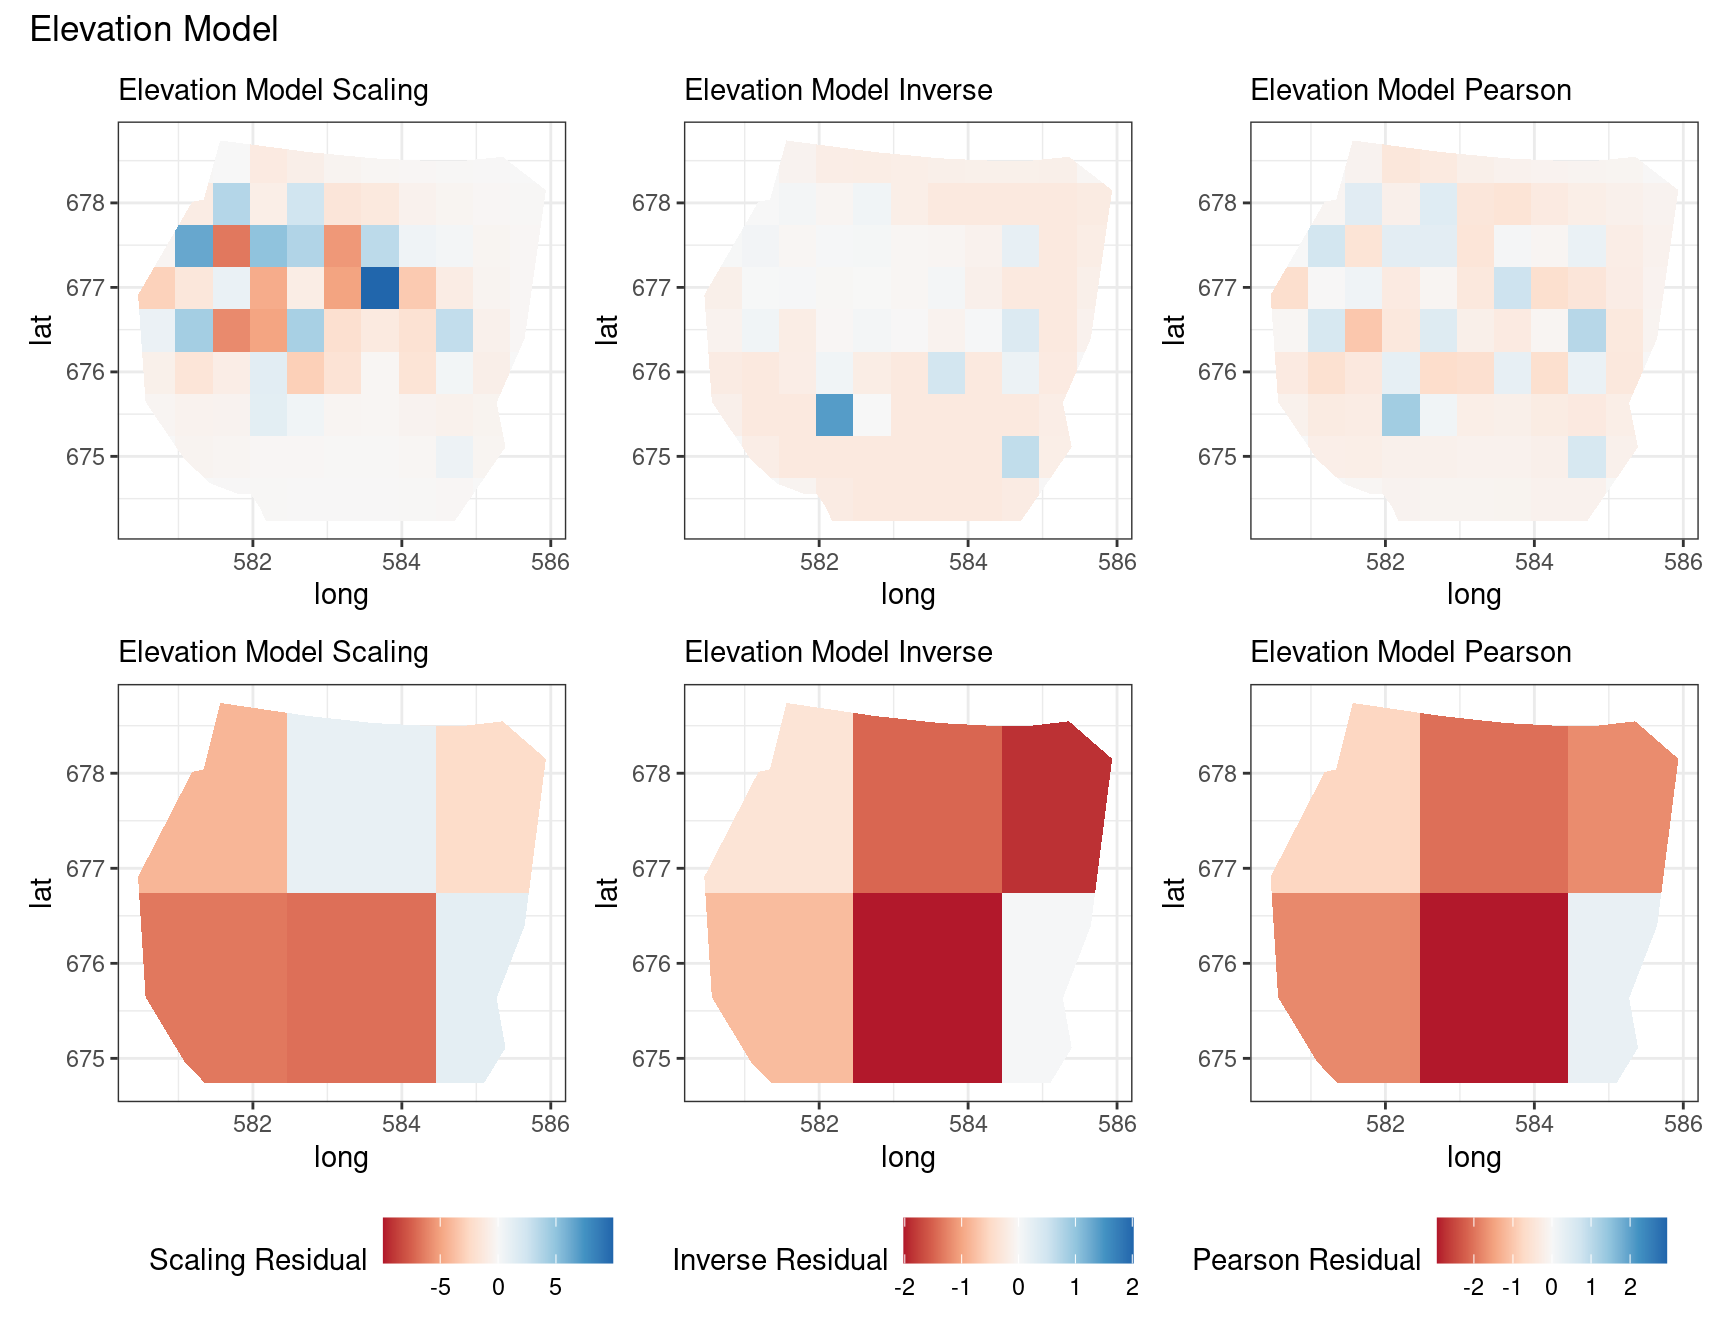 Elevation Model
Elevation Model Scaling
Elevation Model Inverse
Elevation Model Pearson
lat
678
677
676
675
582
584
586
long
lat
678
677
676
675
582
584
586
long
lat
678
677
676
675
582
584
586
long
Elevation Model Scaling
Elevation Model Inverse
Elevation Model Pearson
lat
678
677
676
675
582
584
586
long
lat
678
677
676
675
582
584
586
long
lat
678
677
676
675
582
584
586
long
Scaling Residual
-5 0 5
Inverse Residual
-2 -1 0 1 2
Pearson Residual
-2 -1 0 1 2